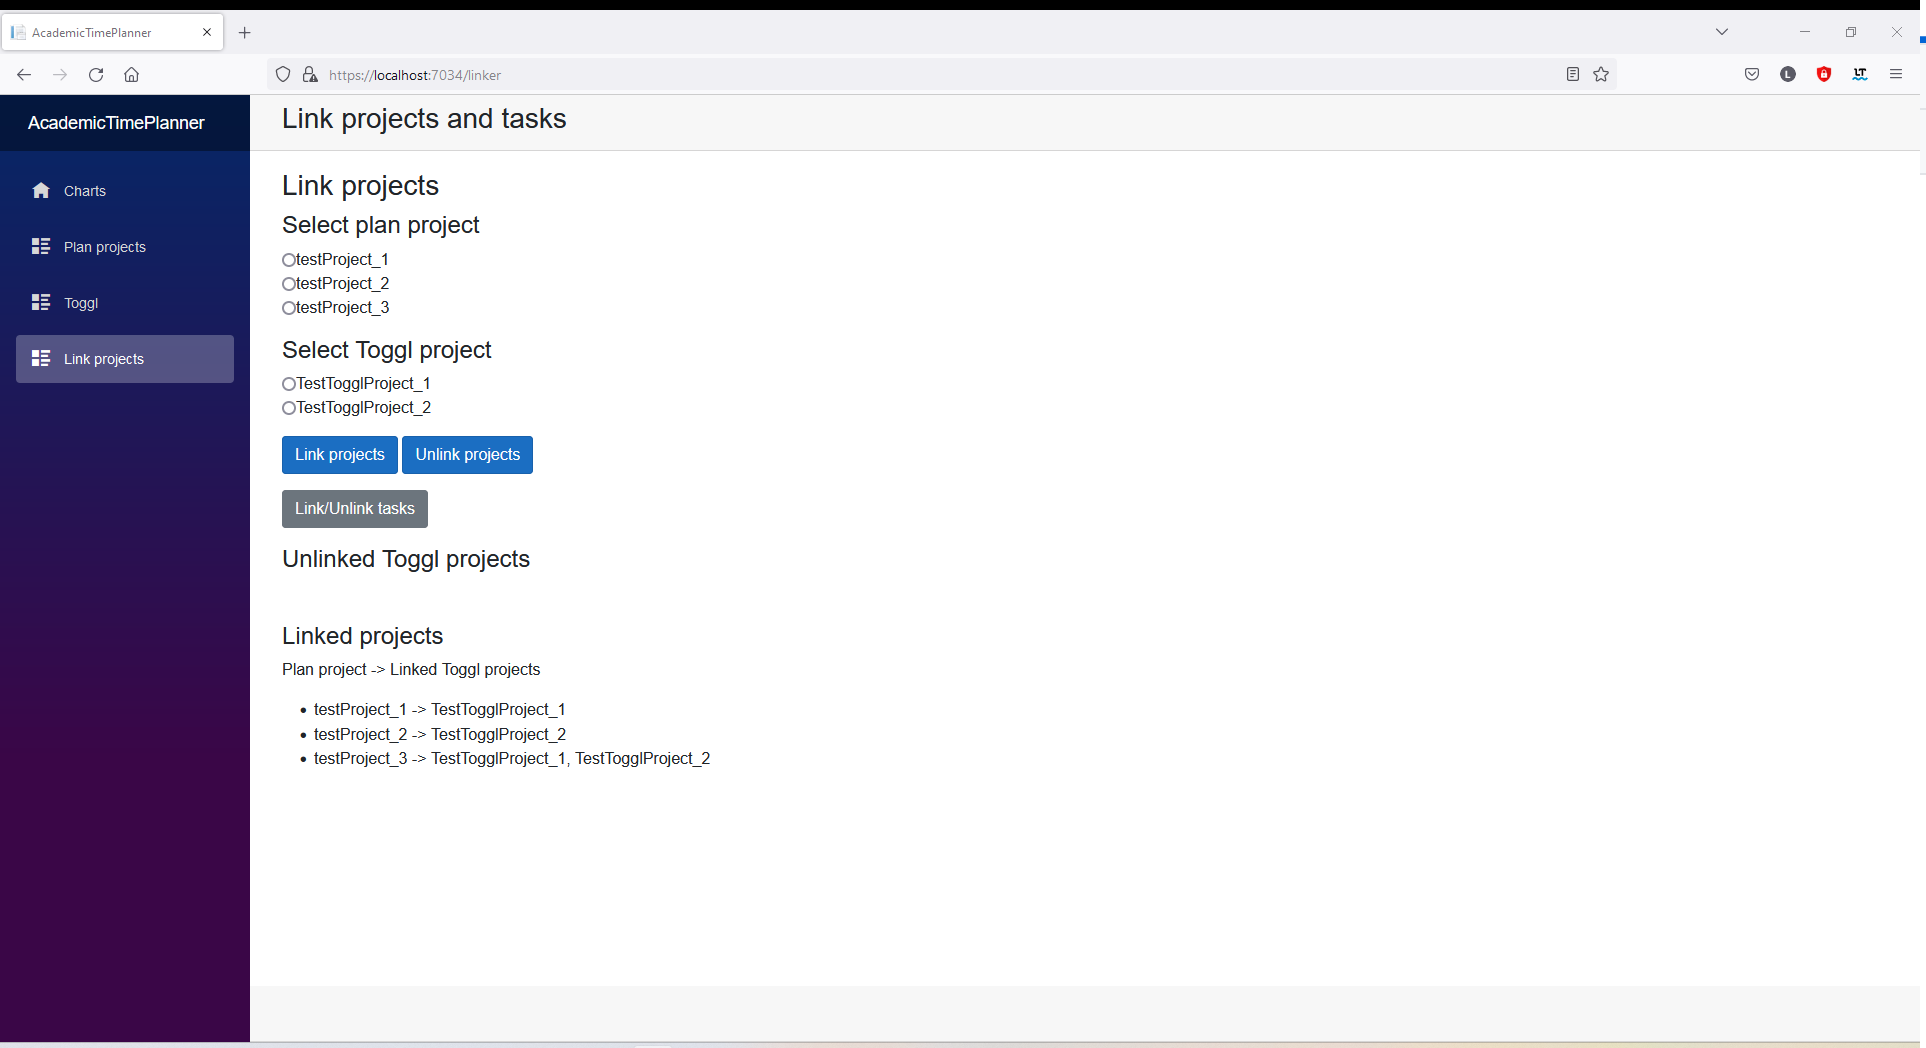 AcademicTimePlanner
https://localhost:7034/linker
L
LT
AcademicTimePlanner
Link projects and tasks
Charts
Plan projects
Toggl
Link projects
Link projects
Select plan project
testProject_1
testProject_2
testProject_3
Select Toggl project
TestTogglProject_1
TestTogglProject_2
Link projects Unlink projects
Link/Unlink tasks
Unlinked Toggl projects
Linked projects
Plan project -> Linked Toggl projects
• testProject_1 -> TestTogglProject_1
• testProject_2 -> TestTogglProject_2
• testProject_3 -> TestTogglProject_1, TestTogglProject_2